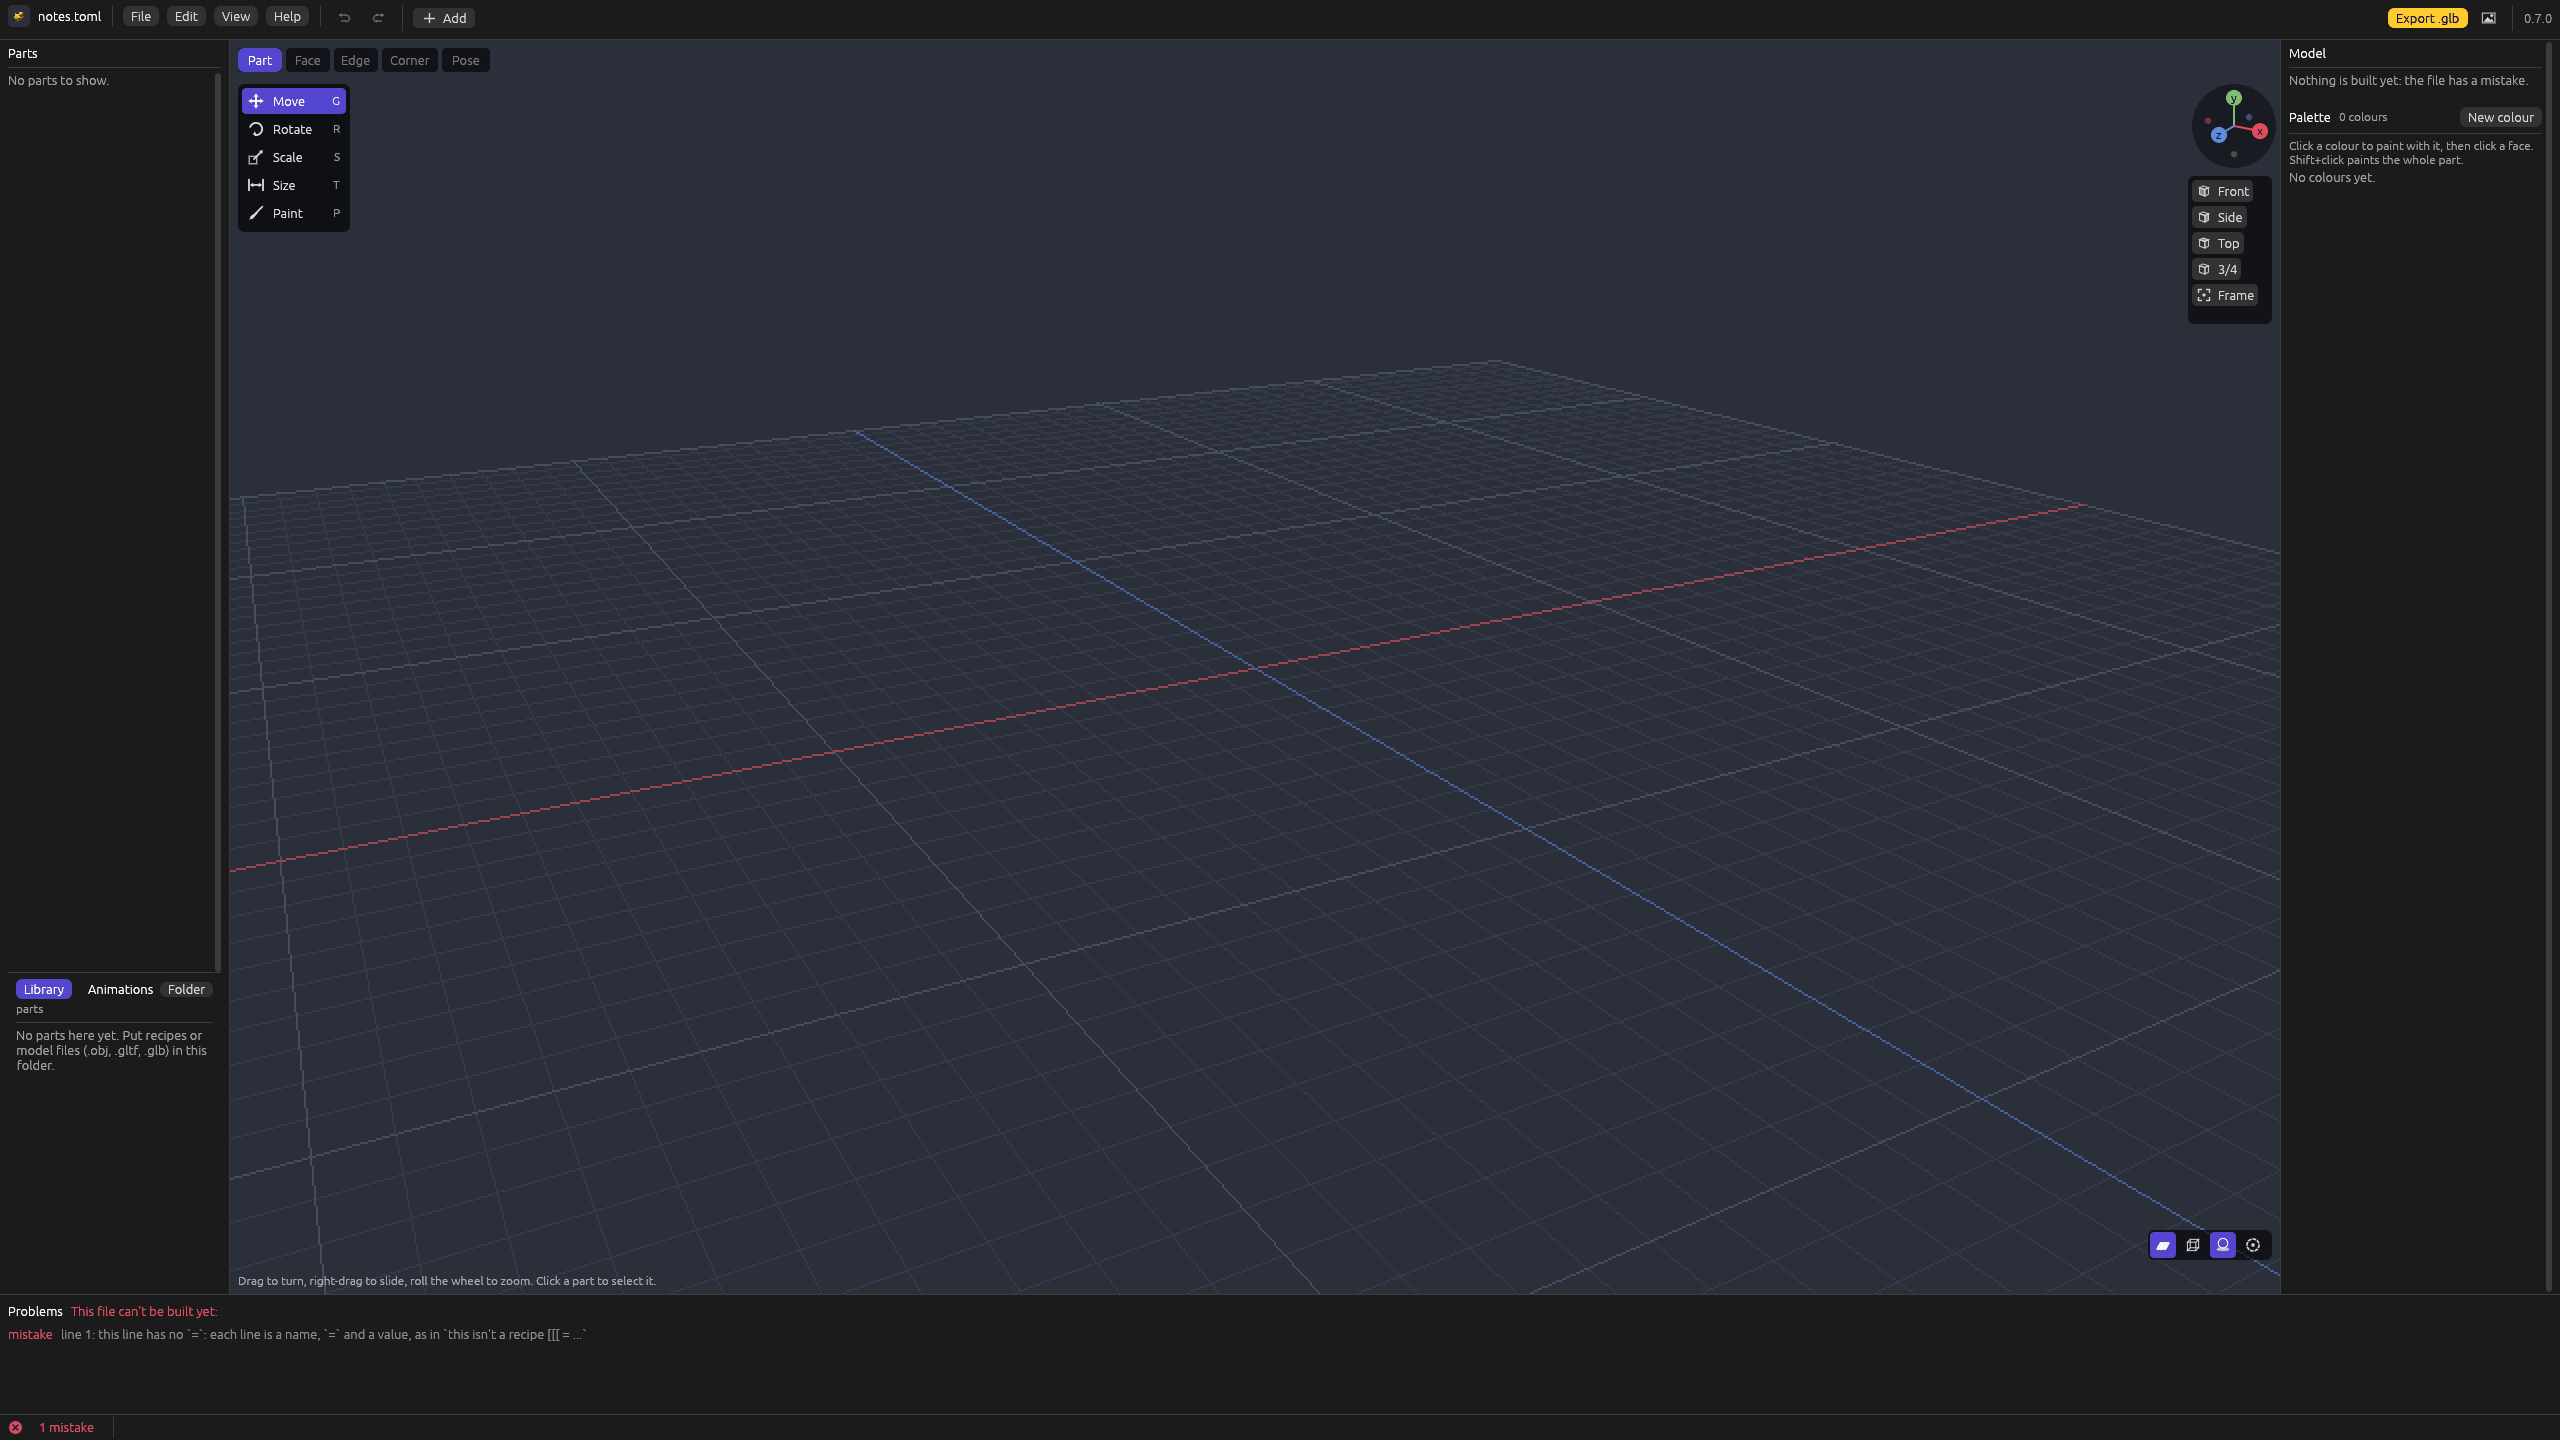 notes.toml File Edit View Help Add Export .glb 0.7.0
Parts
No parts to show.
Part Face Edge Corner Pose
Move G
Rotate R
Scale S
Size T
Paint P
y
x
z
Front
Side
Top
3/4
Frame
Model
Nothing is built yet: the file has a mistake.
Palette 0 colours New colour
Click a colour to paint with it, then click a face.
Shift+click paints the whole part.
No colours yet.
Library Animations Folder
parts
No parts here yet. Put recipes or
model files (.obj, .gltf, .glb) in this
folder.
Drag to turn, right-drag to slide, roll the wheel to zoom. Click a part to select it.
Problems This file can't be built yet:
mistake line 1: this line has no `=`: each line is a name, `=` and a value, as in `this isn't a recipe [[[ = ...`
1 mistake